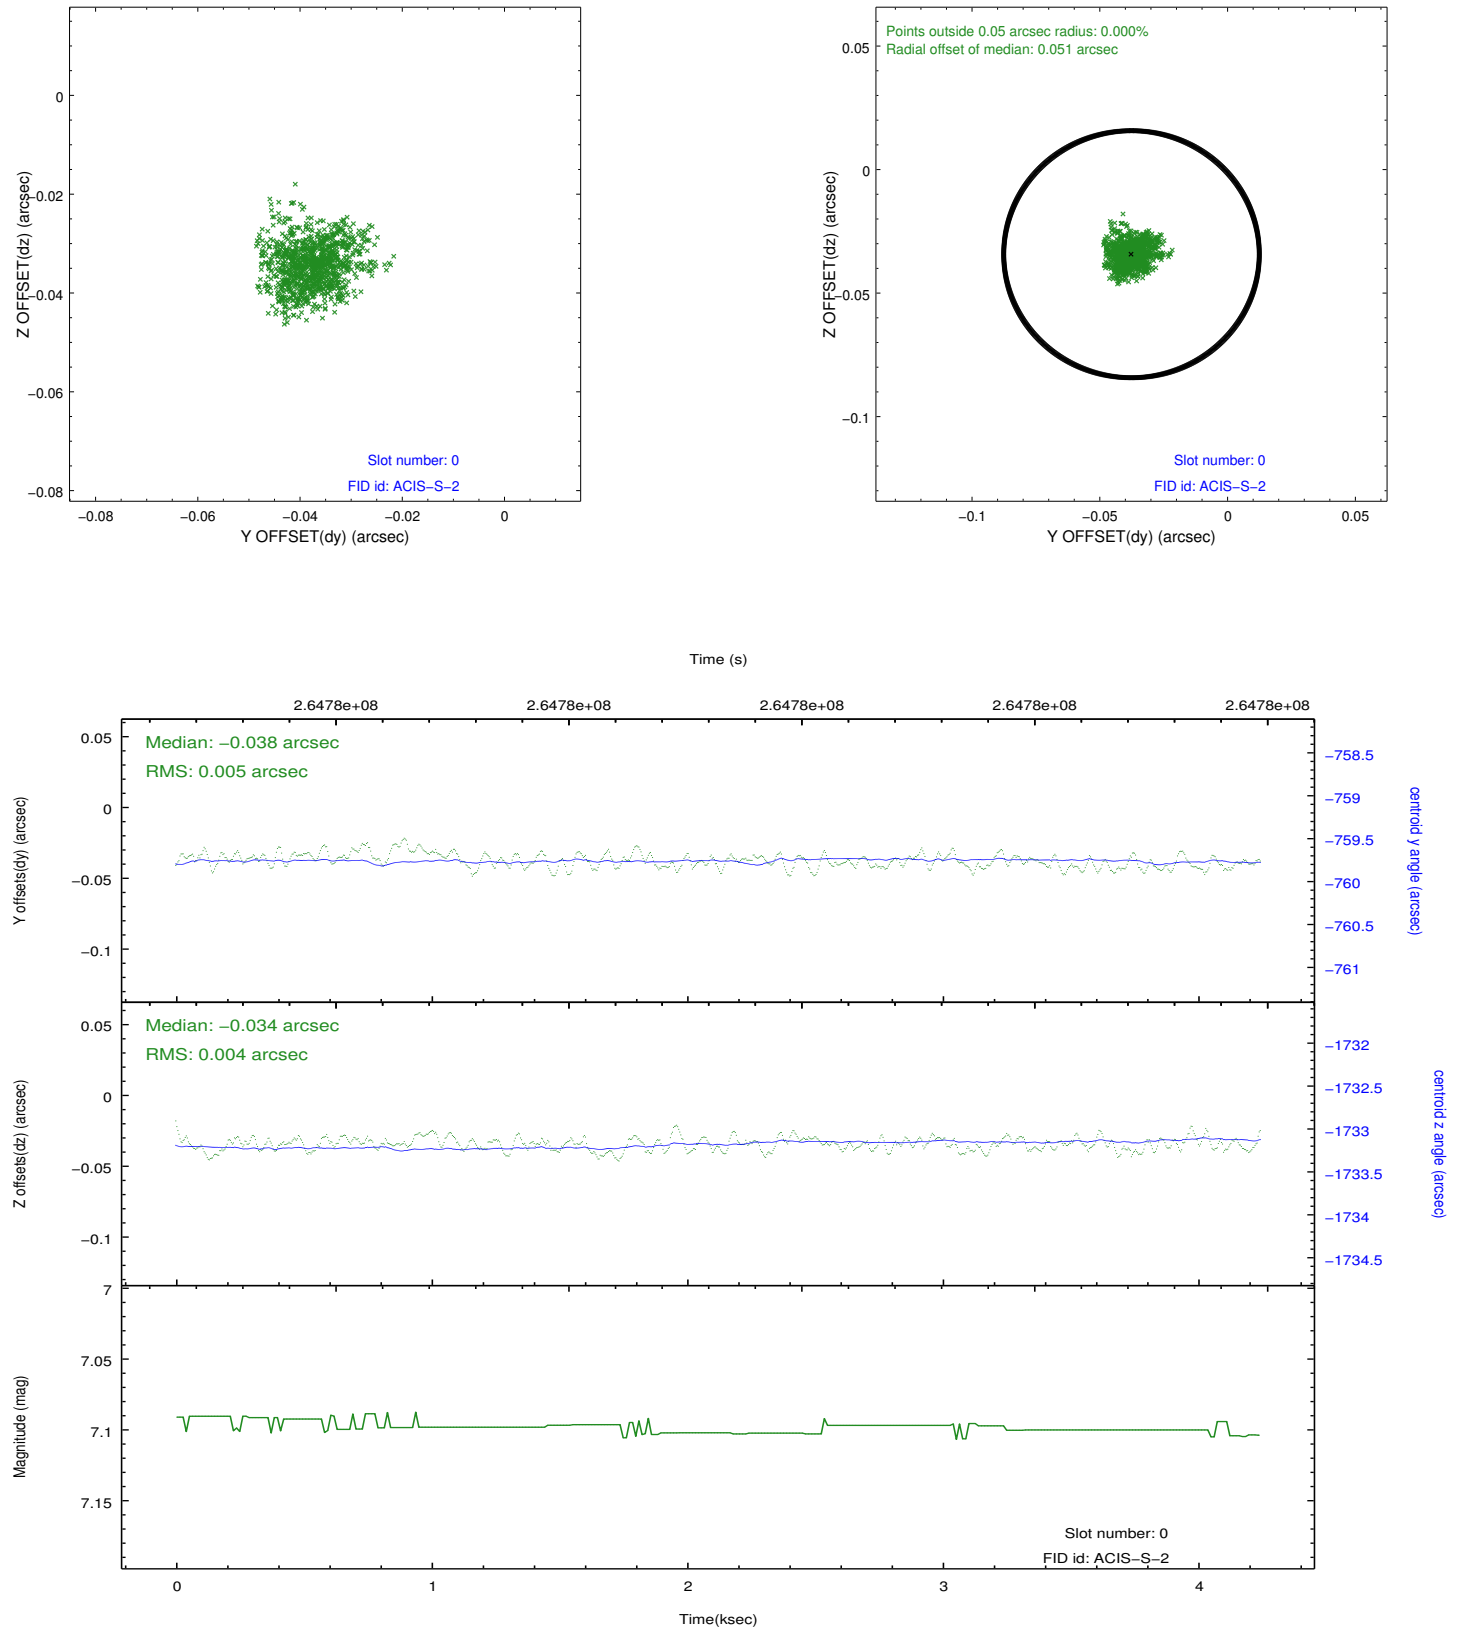 0
−0.02
−0.04
−0.06
−0.08
Z OFFSET(dz) (arcsec)
Slot number: 0
FID id: ACIS−S−2
−0.08
−0.06
−0.04
−0.02
0
Y OFFSET(dy) (arcsec)
Points outside 0.05 arcsec radius: 0.000%
Radial offset of median: 0.051 arcsec
0.05
0
−0.05
−0.1
Z OFFSET(dz) (arcsec)
Slot number: 0
FID id: ACIS−S−2
−0.1
−0.05
0
0.05
Y OFFSET(dy) (arcsec)
Time (s)
2.6478e+08
2.6478e+08
2.6478e+08
2.6478e+08
2.6478e+08
Median: −0.038 arcsec
RMS: 0.005 arcsec
0.05
0
−0.05
−0.1
Y offsets(dy) (arcsec)
−758.5
−759
−759.5
−760
−760.5
−761
centroid y angle (arcsec)
Median: −0.034 arcsec
RMS: 0.004 arcsec
0.05
0
−0.05
−0.1
Z offsets(dz) (arcsec)
−1732
−1732.5
−1733
−1733.5
−1734
−1734.5
centroid z angle (arcsec)
7
7.05
7.1
7.15
Magnitude (mag)
Slot number: 0
FID id: ACIS−S−2
0
1
2
3
4
Time(ksec)